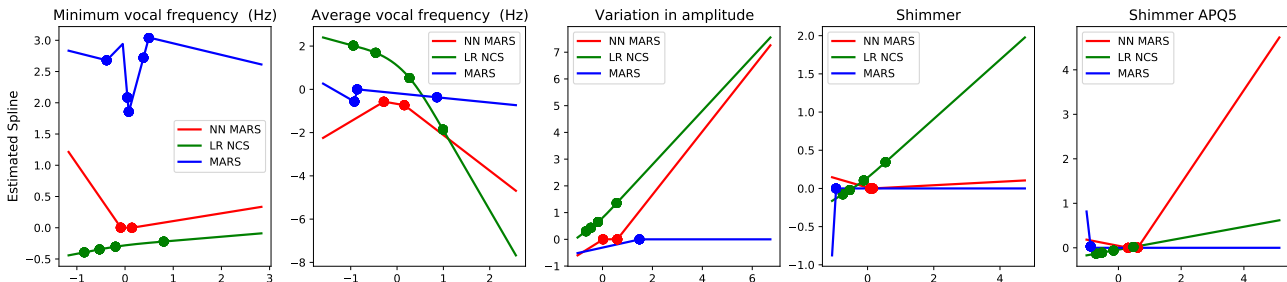 Minimum vocal frequency (Hz)
Average vocal frequency (Hz)
Variation in amplitude
Shimmer
Shimmer APQ5
Estimated Spline
3.0
2.5
2.0
1.5
1.0
0.5
0.0
−0.5
−1
0
1
2
3
NN MARS
LR NCS
MARS
2
0
−2
−4
−6
−8
−1
0
1
2
NN MARS
LR NCS
MARS
7
6
5
4
3
2
1
0
−1
0
2
4
6
NN MARS
LR NCS
MARS
2.0
1.5
1.0
0.5
0.0
−0.5
−1.0
0
2
4
NN MARS
LR NCS
MARS
4
3
2
1
0
0
2
4
NN MARS
LR NCS
MARS